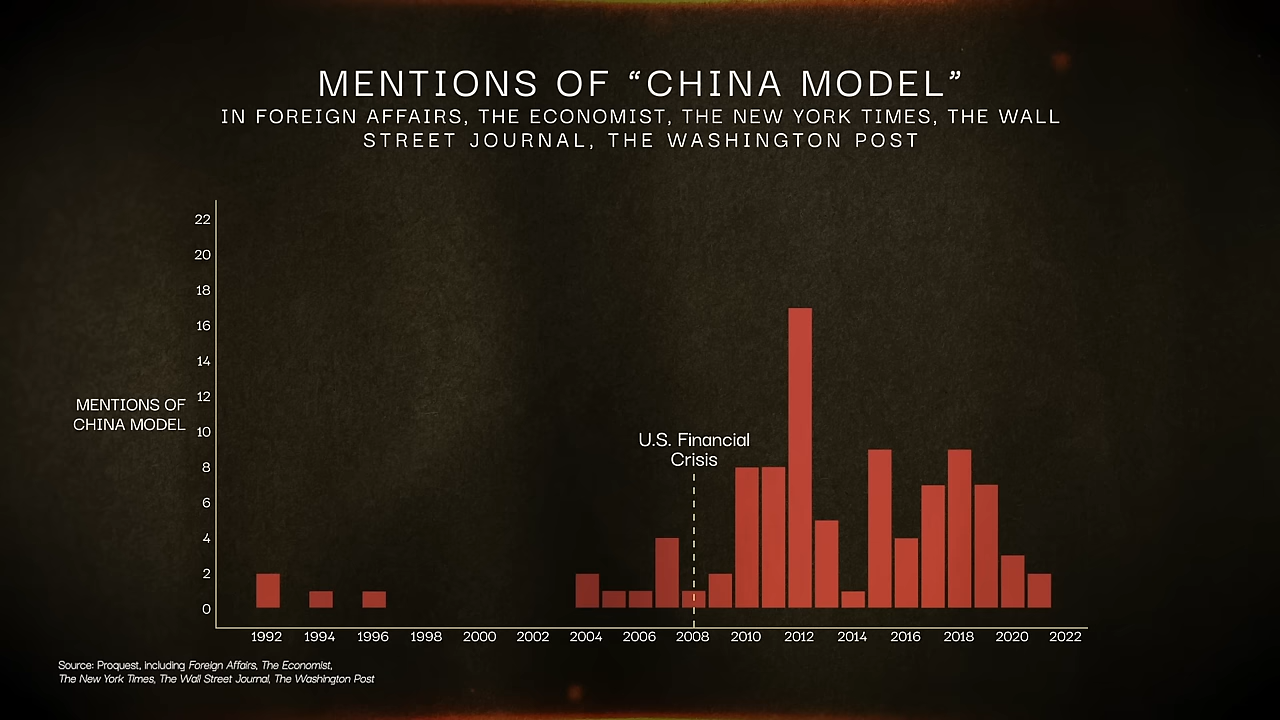 MENTIONS OF “CHINA MODEL”
IN FOREIGN AFFAIRS, THE ECONOMIST, THE NEW YORK TIMES, THE WALL
STREET JOURNAL, THE WASHINGTON POST
22
20
18
16
14
12
10
8
6
4
2
0
MENTIONS OF
CHINA MODEL
U.S. Financial
Crisis
1992 1994 1996 1998 2000 2002 2004 2006 2008 2010 2012 2014 2016 2018 2020 2022
Source: Proquest, including Foreign Affairs, The Economist,
The New York Times, The Wall Street Journal, The Washington Post